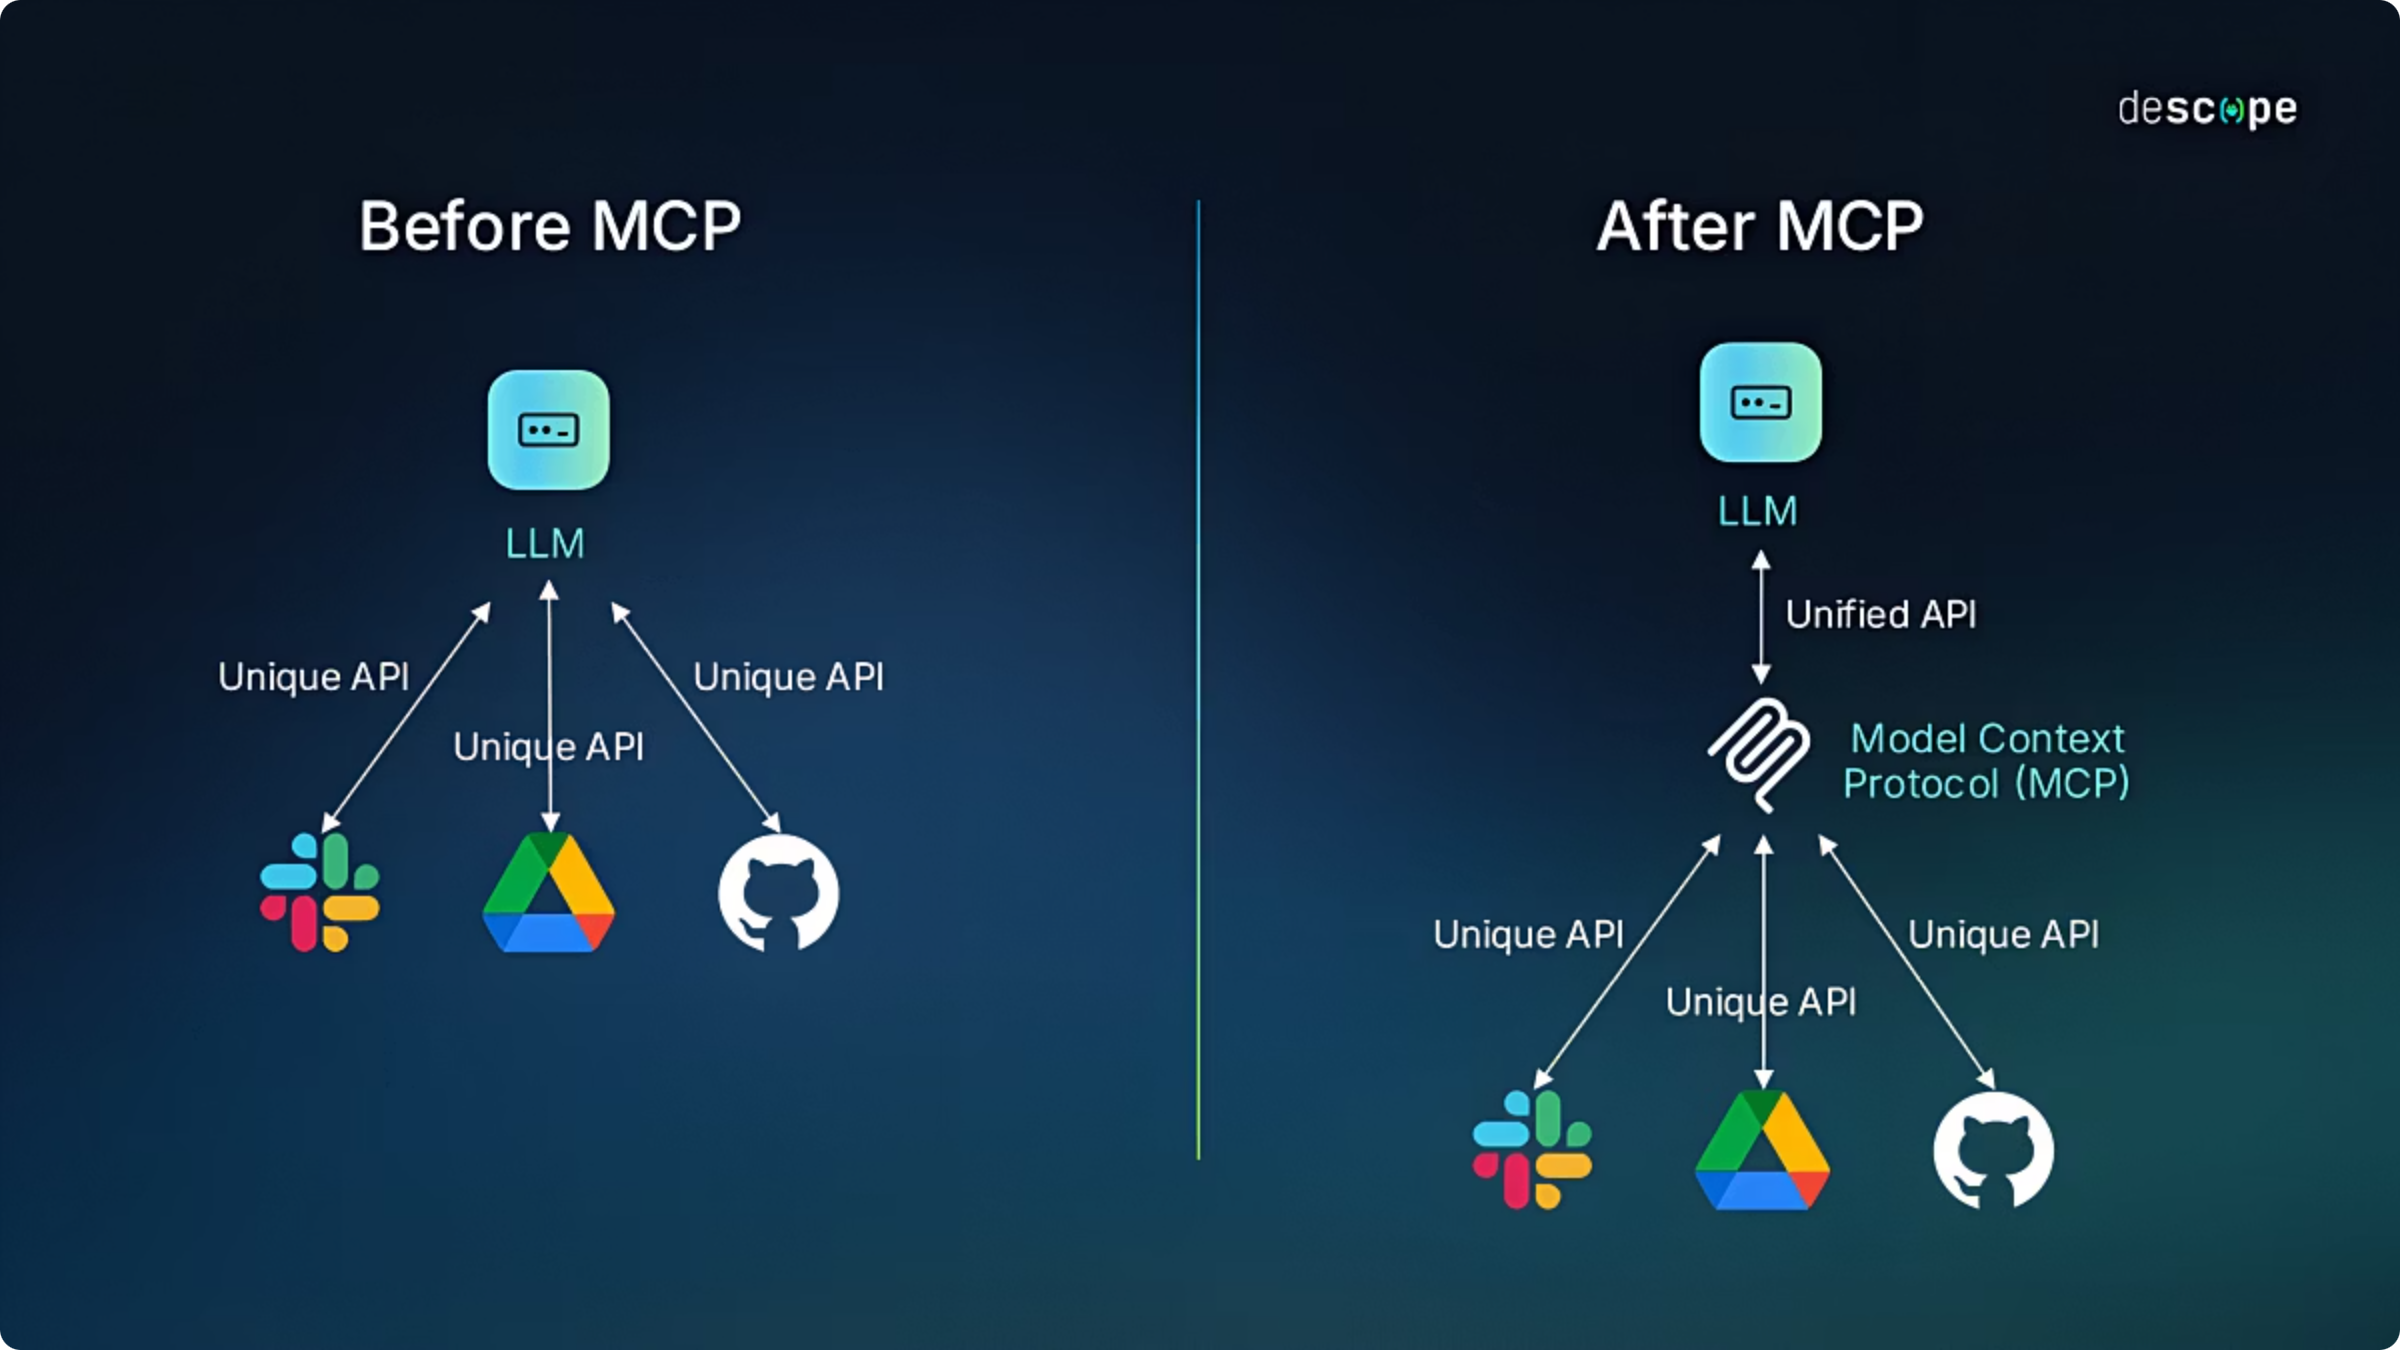 descope
Before MCP
After MCP
LLM
Unique API
Unique API
Unique API
LLM
Unified API
Model Context
Protocol (MCP)
Unique API
Unique API
Unique API